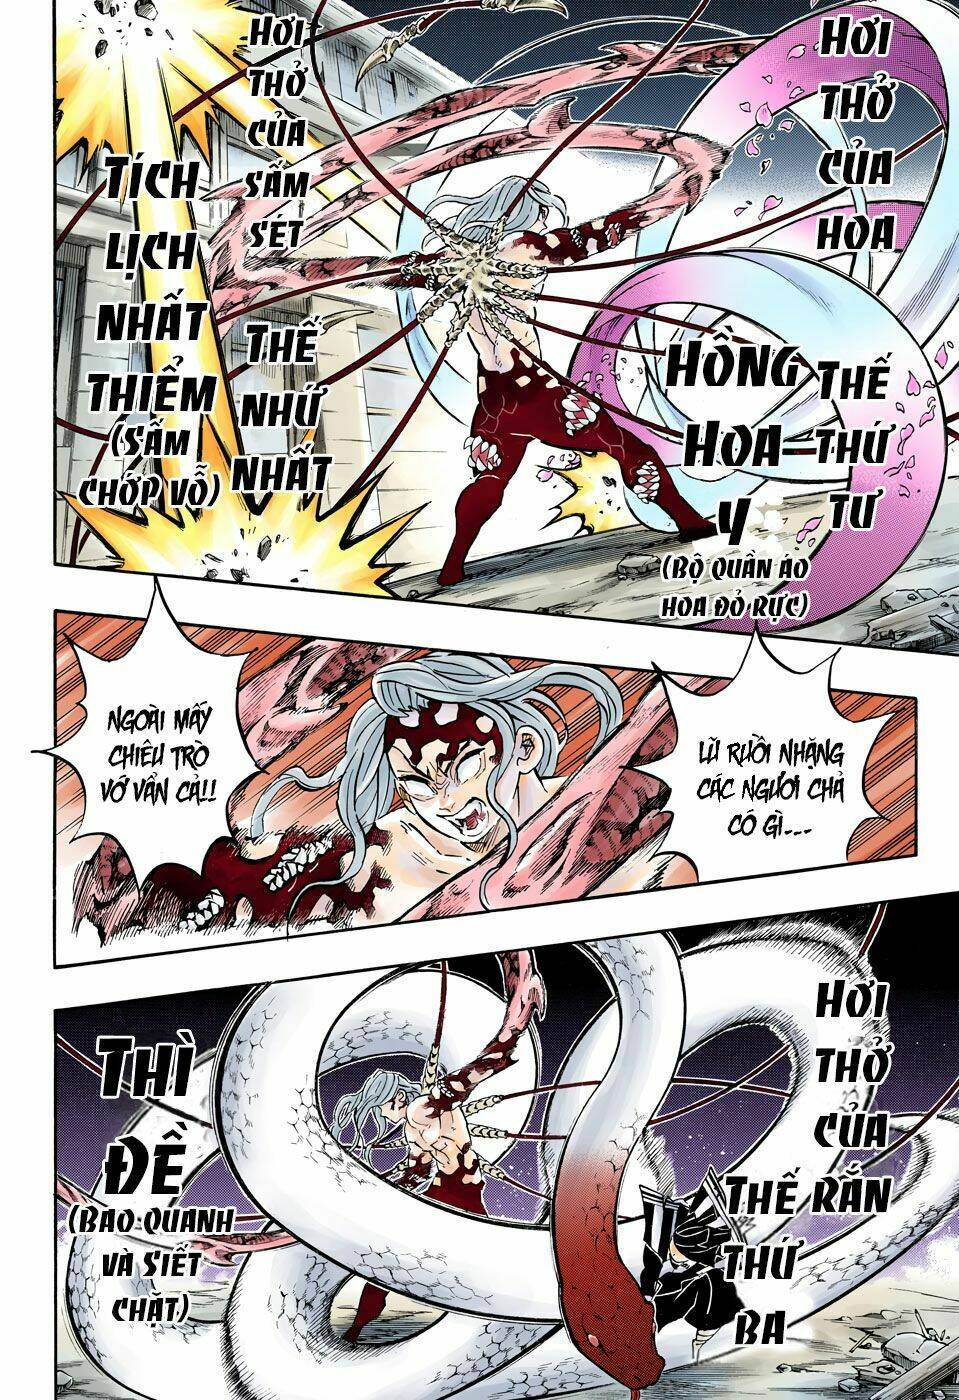 HƠI
THỞ
CỦA
HOA
THẾ
THỨ
TƯ
HỒNG
HOA
Y
(BỘ QUẦN ÁO
HOA ĐỎ RỰC)
HƠI
THỞ
CỦA
SẤM
SÉT
THẾ
THỨ
NHẤT
TÍCH
LỊCH
NHẤT
THIỂM
(SẤM
CHỚP VỖ)
LŨ RUỒI NHẶNG
CÁC NGƯƠI CHẢ
CÓ GÌ...
NGOÀI MẤY
CHIÊU TRÒ
VỚ VẨN CẢ!!
HƠI
THỞ
CỦA
RẮN
THẾ
THỨ
BA
THÌ
ĐỀ
(BAO QUANH
VÀ SIẾT
CHẶT)